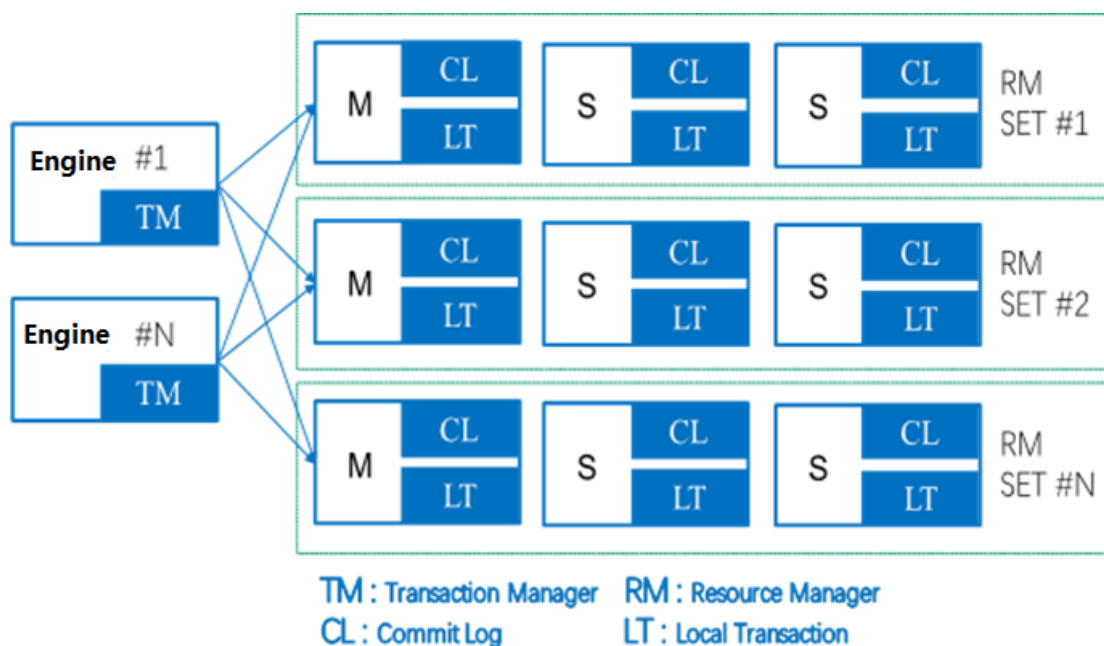 Engine #1
TM
Engine #N
TM
M CL LT S CL LT S CL LT RM SET #1
M CL LT S CL LT S CL LT RM SET #2
M CL LT S CL LT S CL LT RM SET #N
TM : Transaction Manager RM : Resource Manager
CL : Commit Log LT : Local Transaction